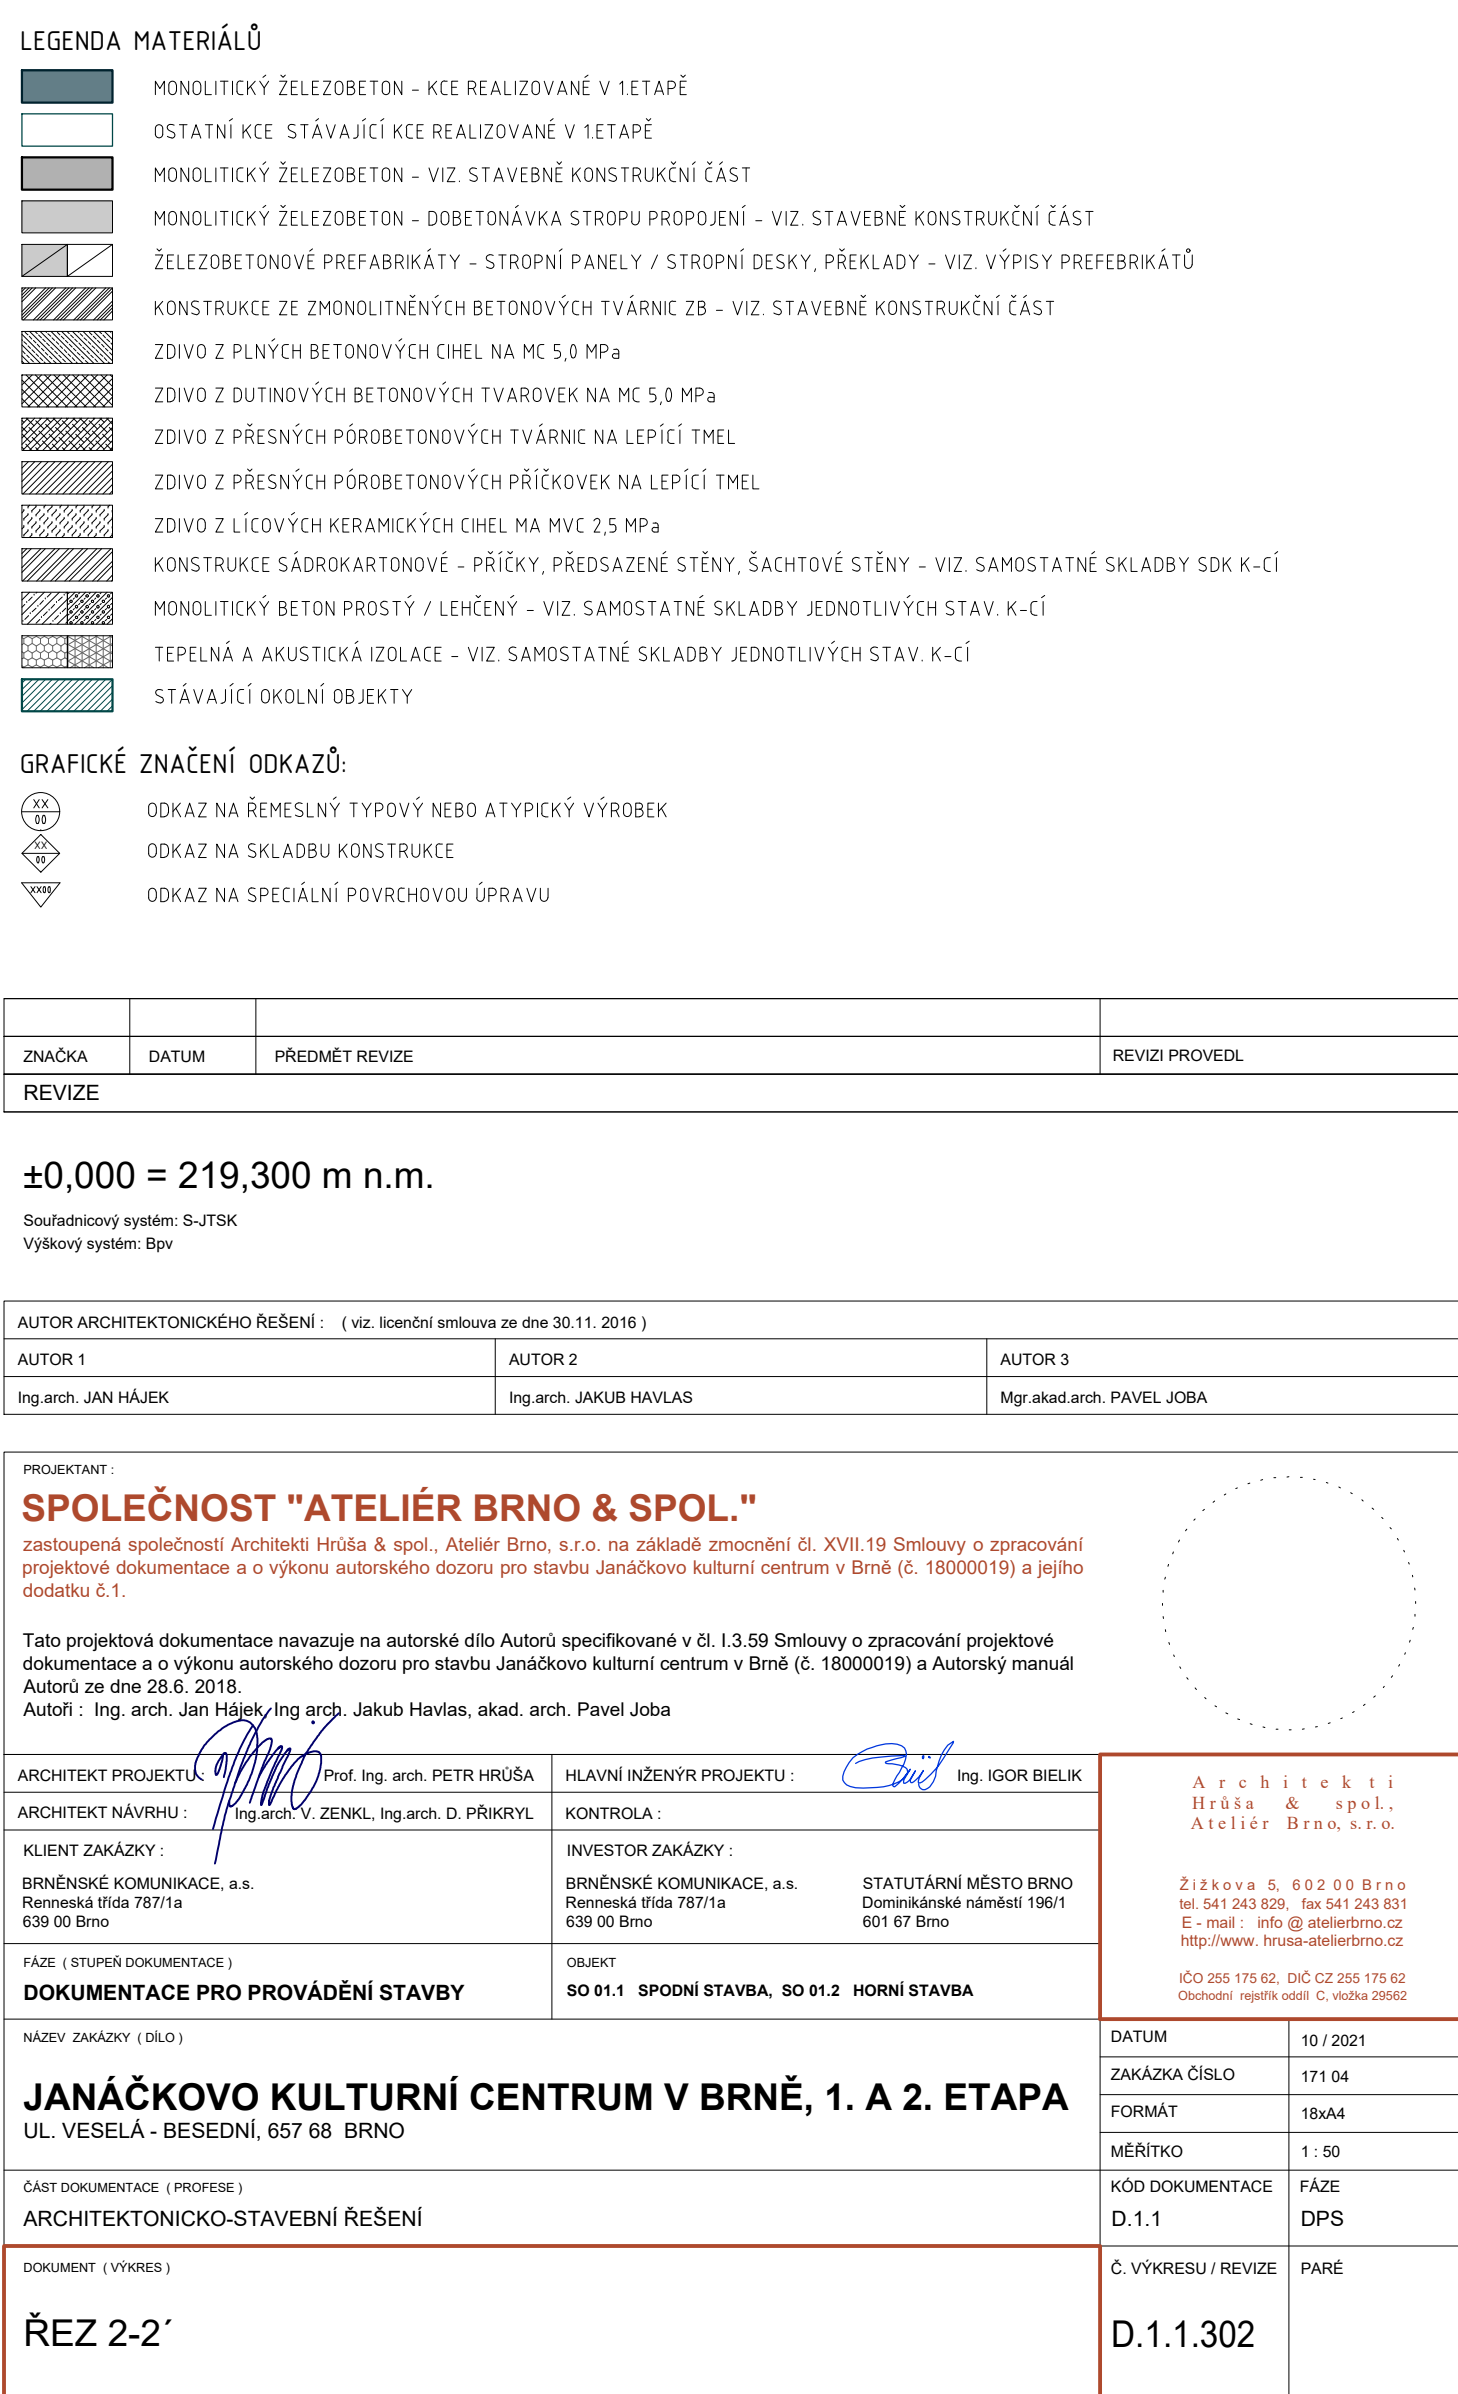 LEGENDA MATERIÁLŮ
MONOLITICKÝ ŽELEZOBETON - KCE REALIZOVANÉ V 1.ETAPĚ
OSTATNÍ KCE STÁVAJÍCÍ KCE REALIZOVANÉ V 1.ETAPĚ
MONOLITICKÝ ŽELEZOBETON - VIZ. STAVEBNĚ KONSTRUKČNÍ ČÁST
MONOLITICKÝ ŽELEZOBETON - DOBETONÁVKA STROPU PROPOJENÍ - VIZ. STAVEBNĚ KONSTRUKČNÍ ČÁST
ŽELEZOBETONOVÉ PREFABRIKÁTY - STROPNÍ PANELY / STROPNÍ DESKY, PŘEKLADY - VIZ. VÝPISY PREFEBRIKÁTŮ
KONSTRUKCE ZE ZMONOLITNĚNÝCH BETONOVÝCH TVÁRNIC ZB - VIZ. STAVEBNĚ KONSTRUKČNÍ ČÁST
ZDIVO Z PLNÝCH BETONOVÝCH CIHEL NA MC 5,0 MPa
ZDIVO Z DUTINOVÝCH BETONOVÝCH TVAROVEK NA MC 5,0 MPa
ZDIVO Z PŘESNÝCH PÓROBETONOVÝCH TVÁRNIC NA LEPÍCÍ TMEL
ZDIVO Z PŘESNÝCH PÓROBETONOVÝCH PŘÍČKOVEK NA LEPÍCÍ TMEL
ZDIVO Z LÍCOVÝCH KERAMICKÝCH CIHEL MA MVC 2,5 MPa
KONSTRUKCE SÁDROKARTONOVÉ - PŘÍČKY, PŘEDSAZENÉ STĚNY, ŠACHTOVÉ STĚNY - VIZ. SAMOSTATNÉ SKLADBY SDK K-CÍ
MONOLITICKÝ BETON PROSTÝ / LEHČENÝ - VIZ. SAMOSTATNÉ SKLADBY JEDNOTLIVÝCH STAV. K-CÍ
TEPELNÁ A AKUSTICKÁ IZOLACE - VIZ. SAMOSTATNÉ SKLADBY JEDNOTLIVÝCH STAV. K-CÍ
STÁVAJÍCÍ OKOLNÍ OBJEKTY
GRAFICKÉ ZNAČENÍ ODKAZŮ:
XX
00
ODKAZ NA ŘEMESLNÝ TYPOVÝ NEBO ATYPICKÝ VÝROBEK
XX
00
ODKAZ NA SKLADBU KONSTRUKCE
XX00
ODKAZ NA SPECIÁLNÍ POVRCHOVOU ÚPRAVU
ZNAČKA DATUM PŘEDMĚT REVIZE REVIZI PROVEDL
REVIZE
±0,000 = 219,300 m n.m.
Souřadnicový systém: S-JTSK
Výškový systém: Bpv
AUTOR ARCHITEKTONICKÉHO ŘEŠENÍ : ( viz. licenční smlouva ze dne 30.11. 2016 )
AUTOR 1 AUTOR 2 AUTOR 3
Ing.arch. JAN HÁJEK Ing.arch. JAKUB HAVLAS Mgr.akad.arch. PAVEL JOBA
PROJEKTANT :
SPOLEČNOST "ATELIÉR BRNO & SPOL."
zastoupená společností Architekti Hrůša & spol., Ateliér Brno, s.r.o. na základě zmocnění čl. XVII.19 Smlouvy o zpracování
projektové dokumentace a o výkonu autorského dozoru pro stavbu Janáčkovo kulturní centrum v Brně (č. 18000019) a jejího
dodatku č.1.
Tato projektová dokumentace navazuje na autorské dílo Autorů specifikované v čl. I.3.59 Smlouvy o zpracování projektové
dokumentace a o výkonu autorského dozoru pro stavbu Janáčkovo kulturní centrum v Brně (č. 18000019) a Autorský manuál
Autorů ze dne 28.6. 2018.
Autoři : Ing. arch. Jan Hájek, Ing arch. Jakub Havlas, akad. arch. Pavel Joba
ARCHITEKT PROJEKTU : Prof. Ing. arch. PETR HRŮŠA HLAVNÍ INŽENÝR PROJEKTU : Ing. IGOR BIELIK
ARCHITEKT NÁVRHU : Ing.arch. V. ZENKL, Ing.arch. D. PŘIKRYL KONTROLA :
Architekti
Hrůša & spol.,
Ateliér Brno, s.r.o.
Žižkova 5, 602 00 Brno
tel. 541 243 829, fax 541 243 831
E - mail : info @ atelierbrno.cz
http://www. hrusa-atelierbrno.cz
IČO 255 175 62, DIČ CZ 255 175 62
Obchodní rejstřík oddíl C, vložka 29562
KLIENT ZAKÁZKY : INVESTOR ZAKÁZKY :
BRNĚNSKÉ KOMUNIKACE, a.s. BRNĚNSKÉ KOMUNIKACE, a.s. STATUTÁRNÍ MĚSTO BRNO
Renneská třída 787/1a Renneská třída 787/1a Dominikánské náměstí 196/1
639 00 Brno 639 00 Brno 601 67 Brno
FÁZE ( STUPEŇ DOKUMENTACE ) OBJEKT
DOKUMENTACE PRO PROVÁDĚNÍ STAVBY SO 01.1 SPODNÍ STAVBA, SO 01.2 HORNÍ STAVBA
NÁZEV ZAKÁZKY ( DÍLO )
JANÁČKOVO KULTURNÍ CENTRUM V BRNĚ, 1. A 2. ETAPA
UL. VESELÁ - BESEDNÍ, 657 68 BRNO
DATUM 10 / 2021
ZAKÁZKA ČÍSLO 171 04
FORMÁT 18xA4
MĚŘÍTKO 1 : 50
ČÁST DOKUMENTACE ( PROFESE ) KÓD DOKUMENTACE FÁZE
ARCHITEKTONICKO-STAVEBNÍ ŘEŠENÍ D.1.1 DPS
DOKUMENT ( VÝKRES ) Č. VÝKRESU / REVIZE PARÉ
ŘEZ 2-2´ D.1.1.302